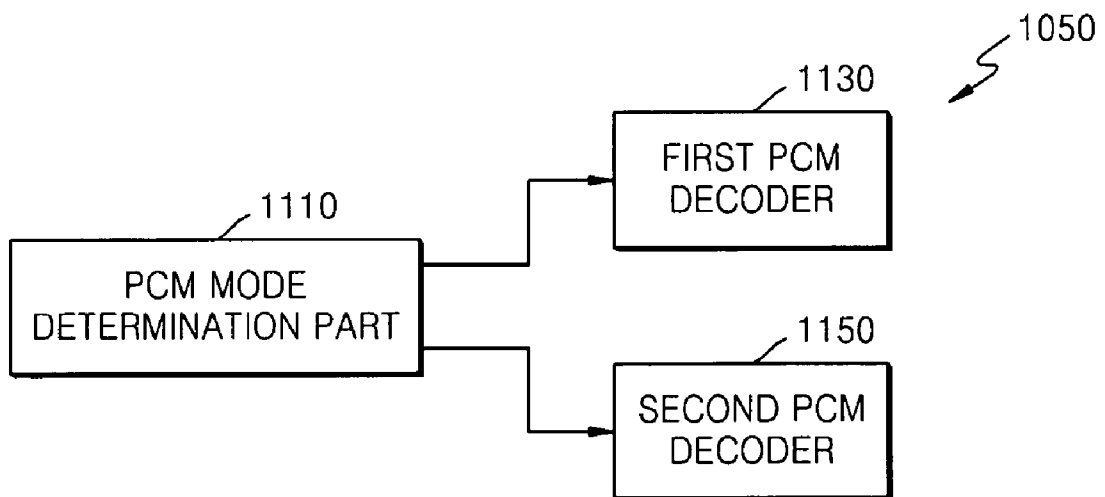 1050
1130
FIRST PCM
DECODER
1110
PCM MODE
DETERMINATION PART
1150
SECOND PCM
DECODER